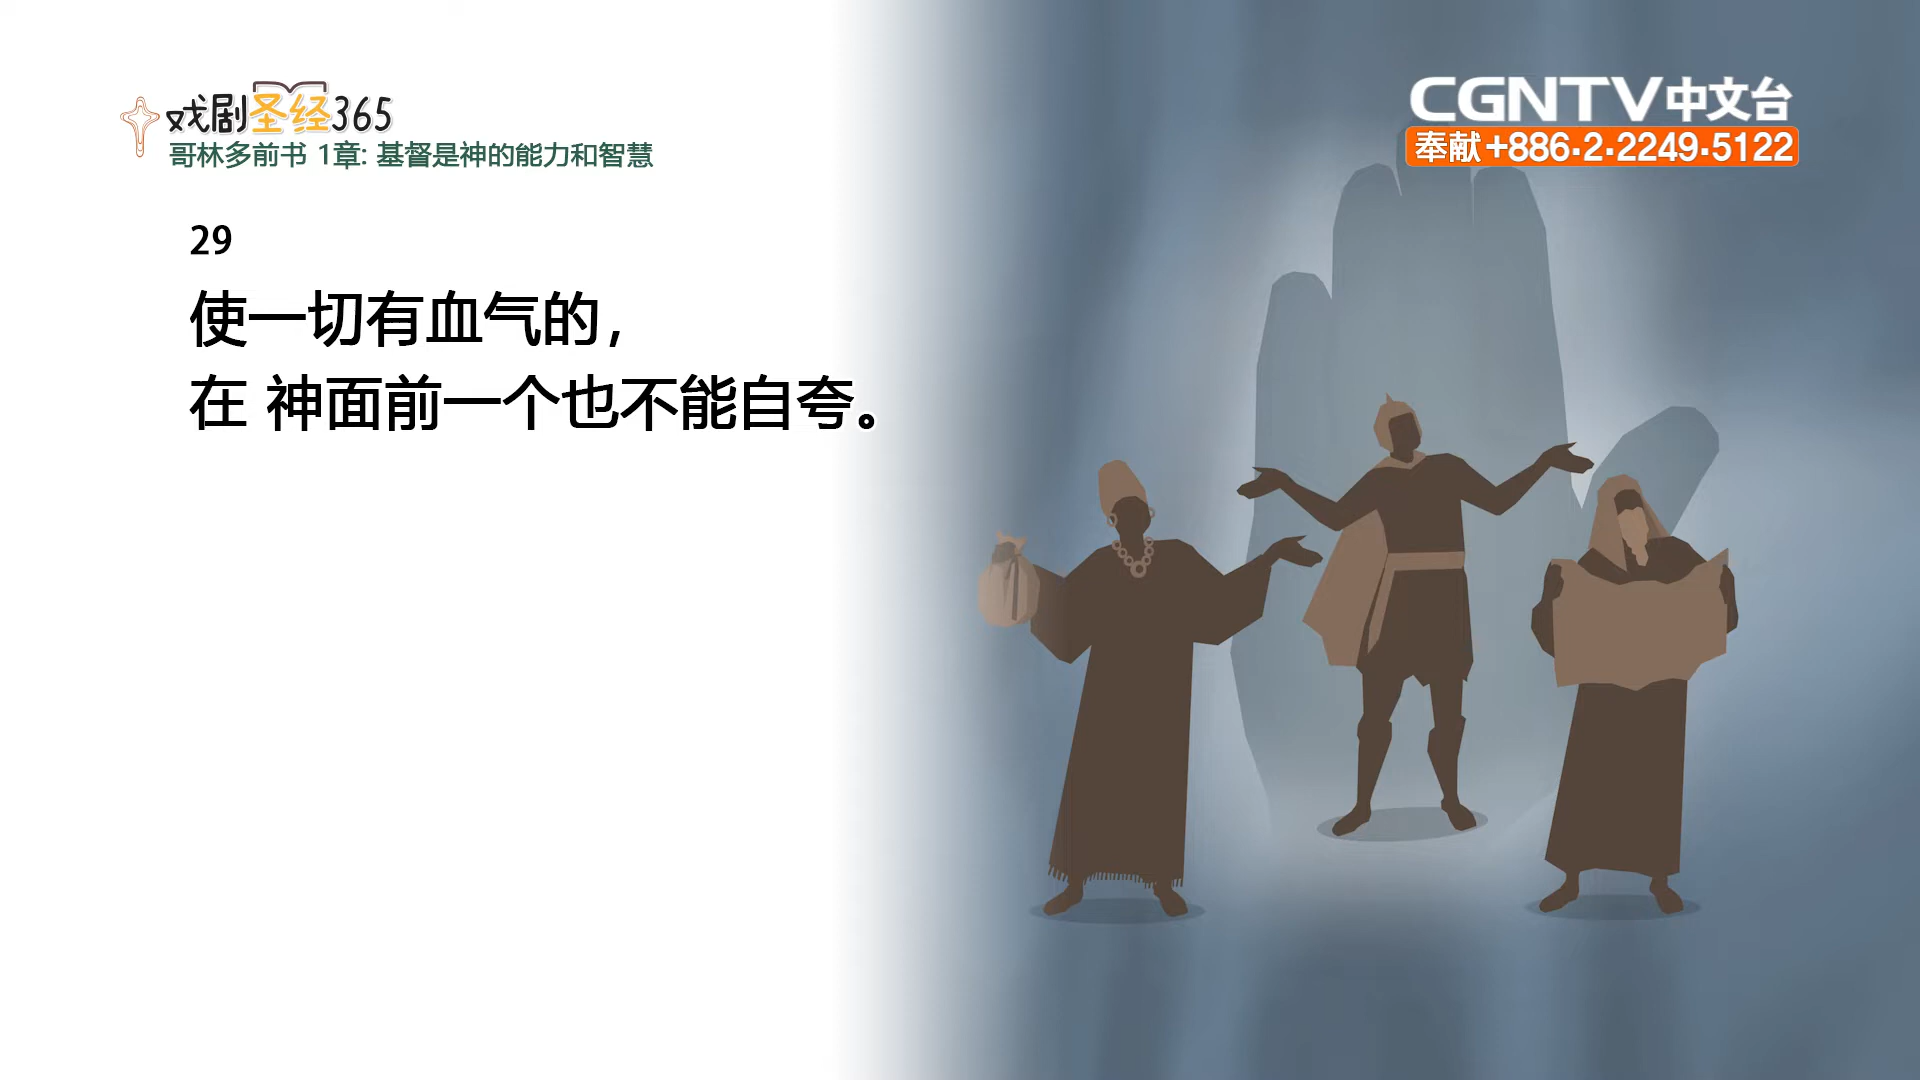 戏剧圣经365
哥林多前书 1章: 基督是神的能力和智慧
CGNTV中文台
奉献+886·2·2249·5122
29
使一切有血气的,
在 神面前一个也不能自夸。